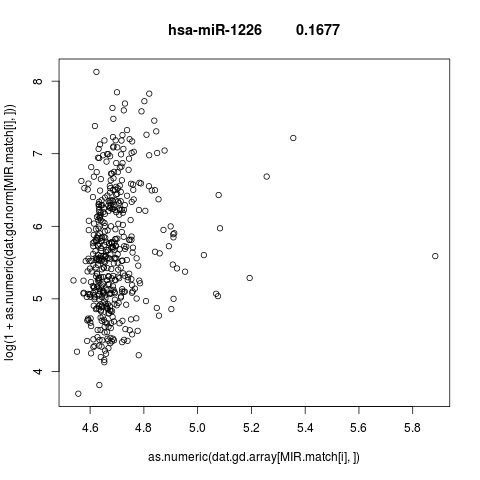 hsa-miR-1226 0.1677
log(1 + as.numeric(dat.gd.norm[MIR.match[i], ]))
8
7
6
5
4
4.6 4.8 5.0 5.2 5.4 5.6 5.8
as.numeric(dat.gd.array[MIR.match[i], ])